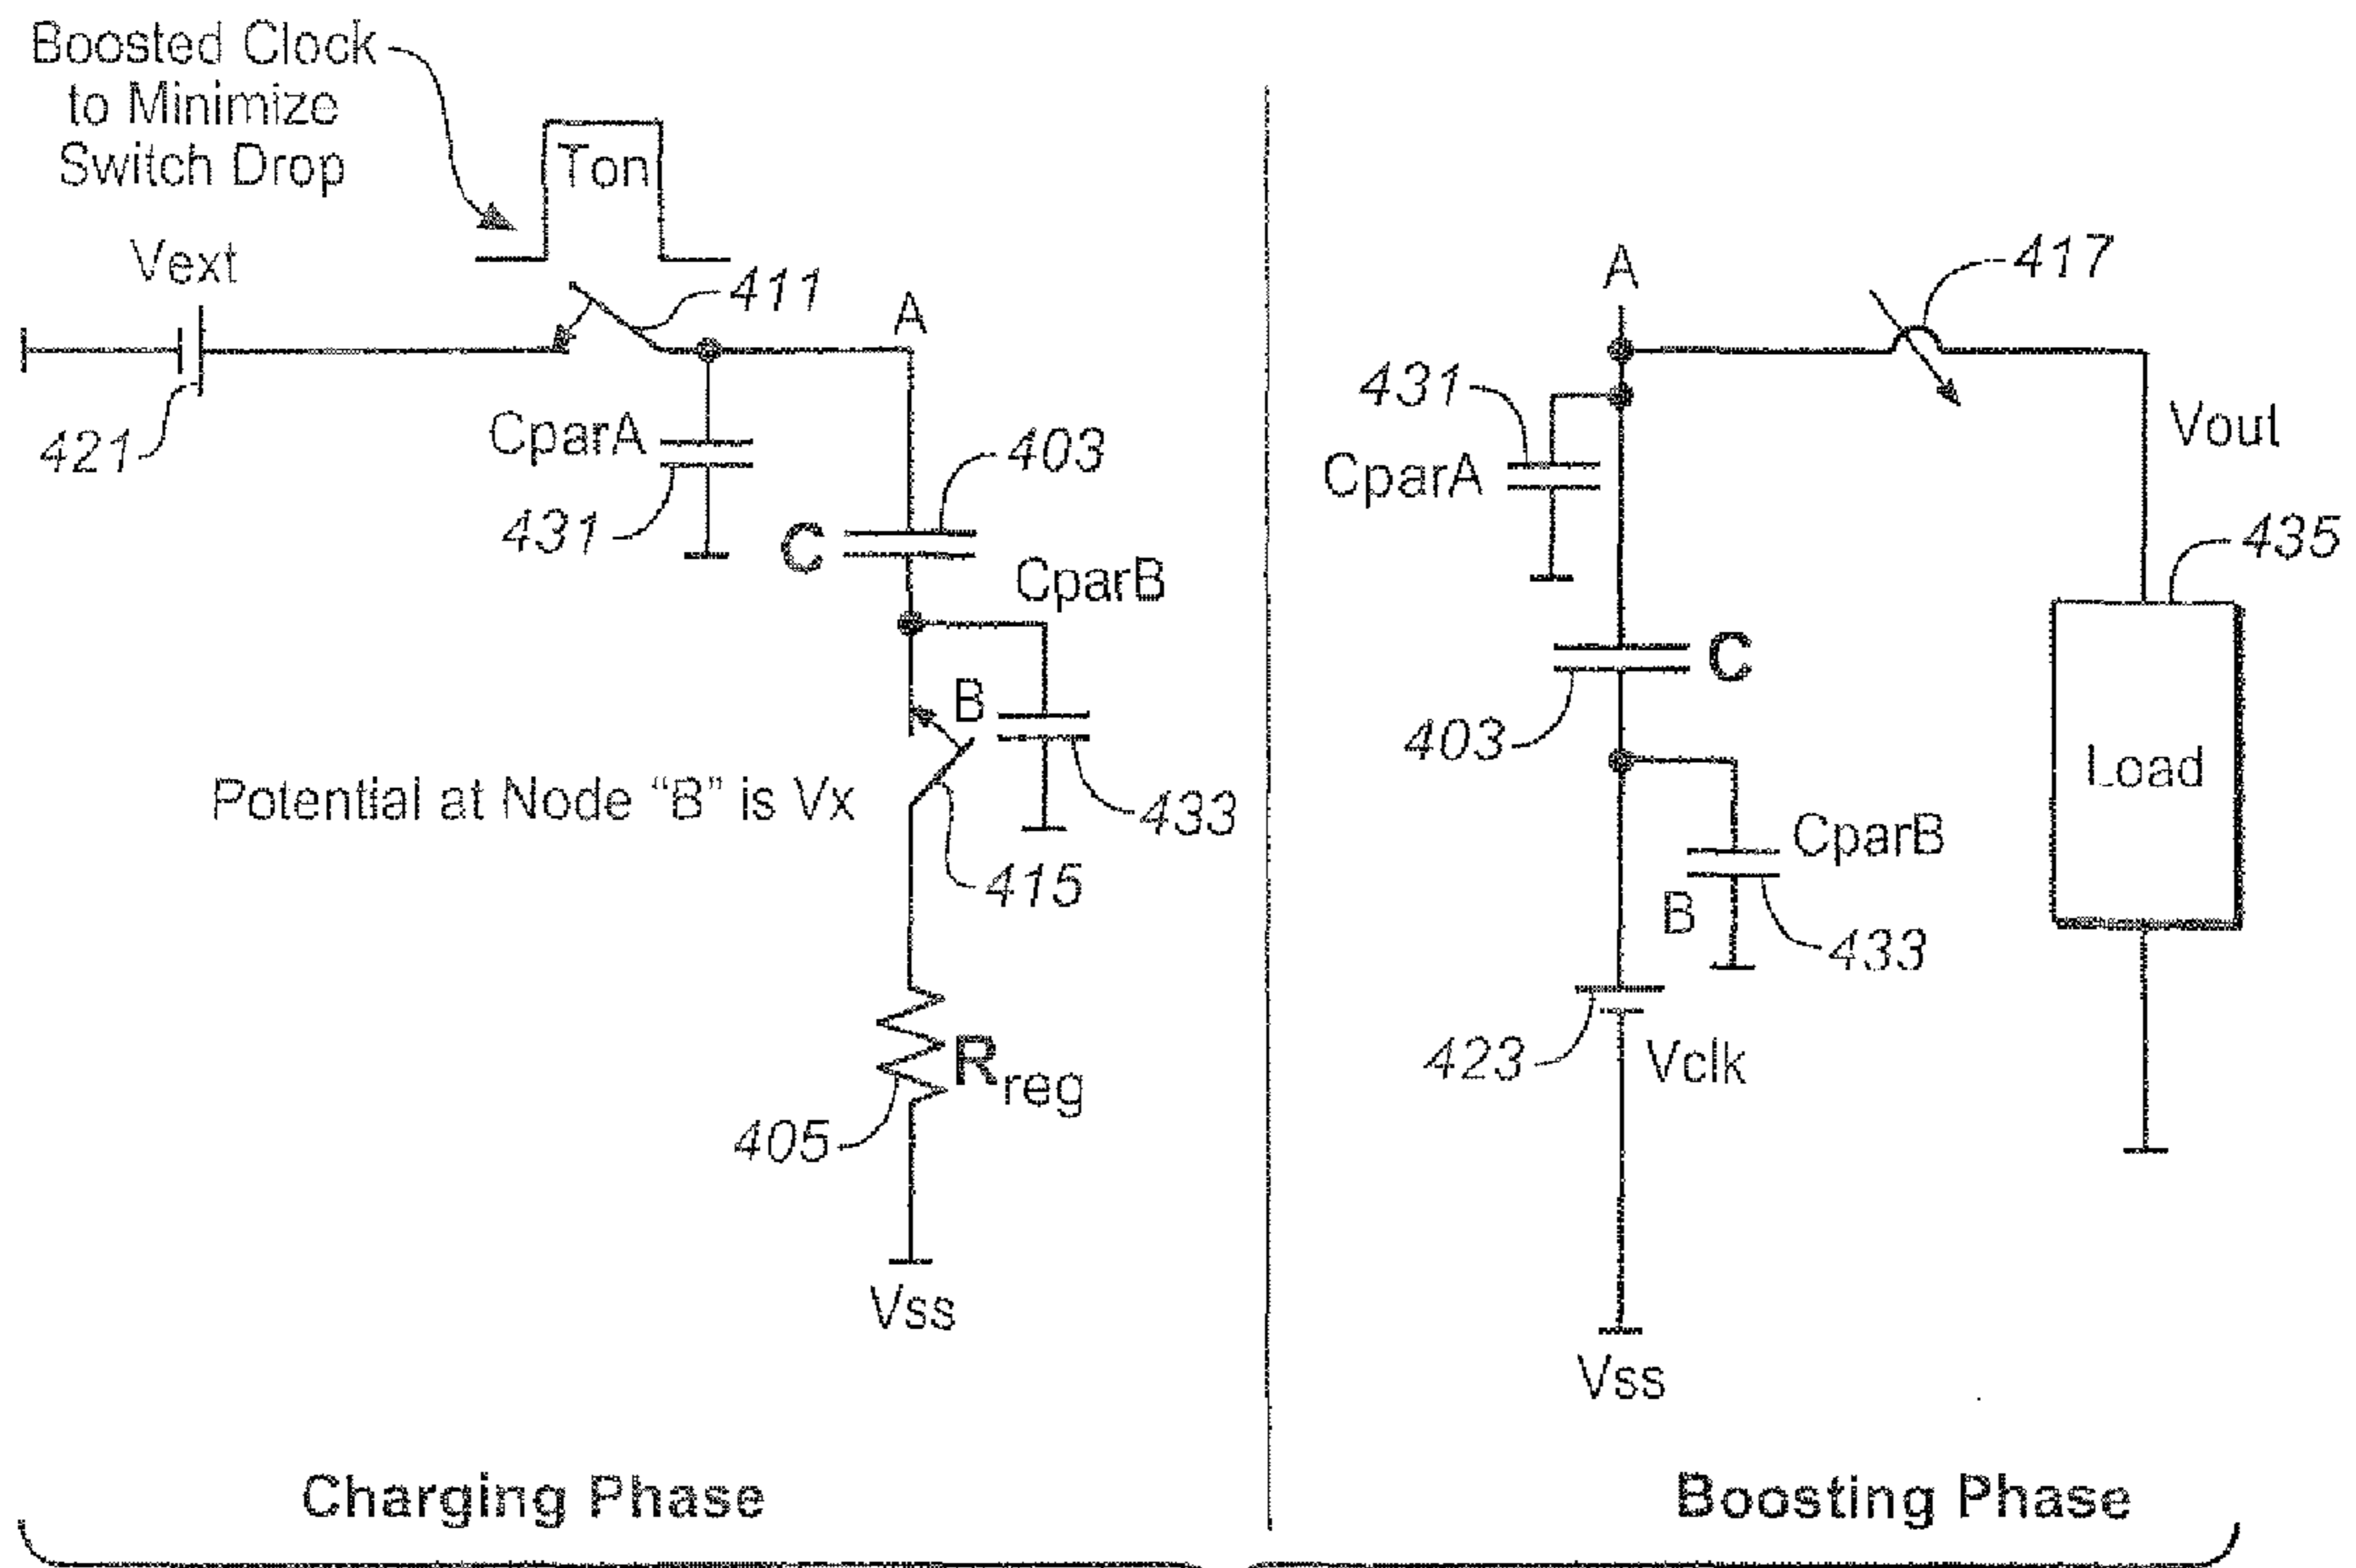 Boosted Clock
to Minimize
Switch Drop
Ton
Vext
411
A
421
CparA
431
403
C
CparB
B
Potential at Node “B” is Vx
433
415
Rreg
405
Vss
Charging Phase
A
417
431
CparA
Vout
435
C
403
Load
CparB
B
433
423
Vclk
Vss
Boosting Phase